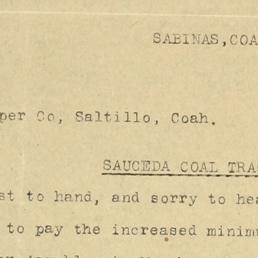 SABINAS, COA
per Co, Saltillo, Coah.
SAUCEDA COAL TRA
st to hand, and sorry to hea
to pay the increased minimu